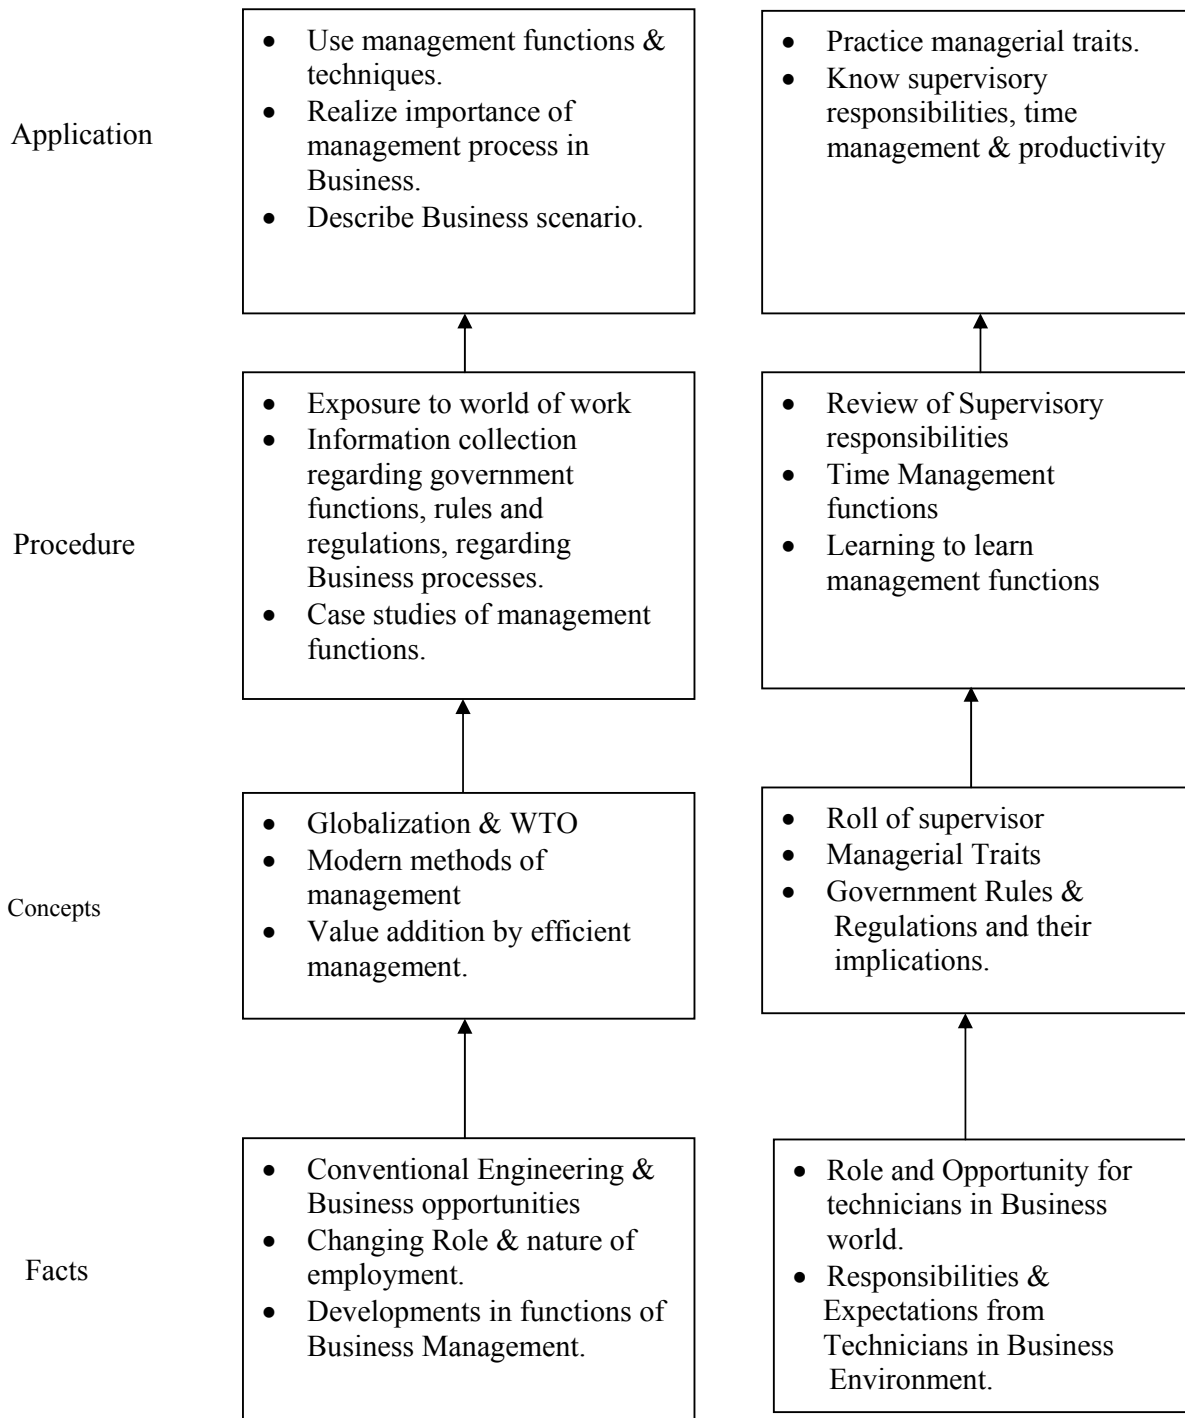 Application
• Use management functions &
techniques.
• Realize importance of
management process in
Business.
• Describe Business scenario.
• Practice managerial traits.
• Know supervisory
responsibilities, time
management & productivity
Procedure
• Exposure to world of work
• Information collection
regarding government
functions, rules and
regulations, regarding
Business processes.
• Case studies of management
functions.
• Review of Supervisory
responsibilities
• Time Management
functions
• Learning to learn
management functions
Concepts
• Globalization & WTO
• Modern methods of
management
• Value addition by efficient
management.
• Roll of supervisor
• Managerial Traits
• Government Rules &
Regulations and their
implications.
Facts
• Conventional Engineering &
Business opportunities
• Changing Role & nature of
employment.
• Developments in functions of
Business Management.
• Role and Opportunity for
technicians in Business
world.
• Responsibilities &
Expectations from
Technicians in Business
Environment.